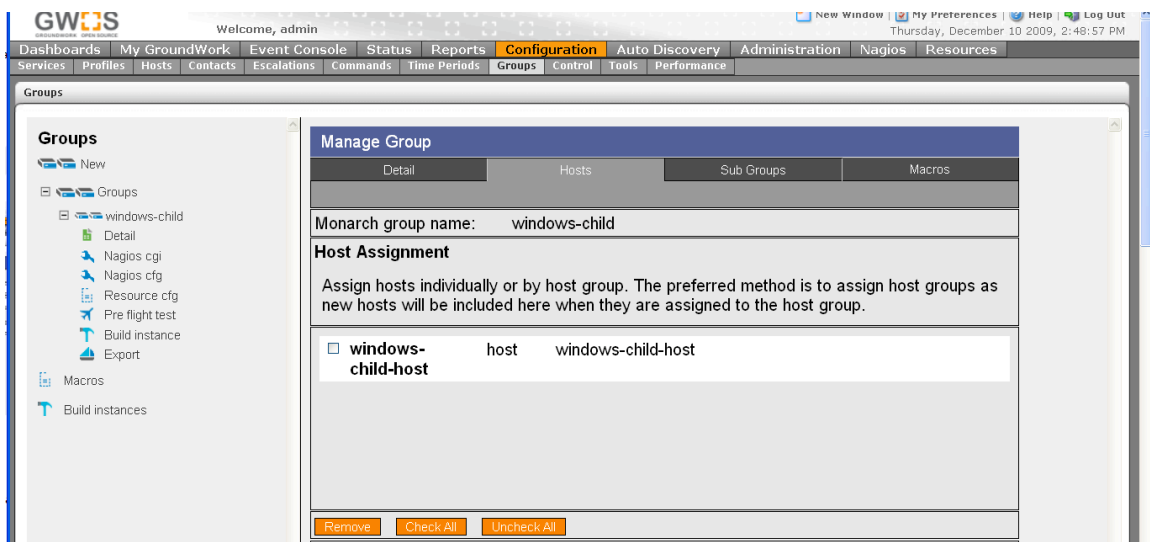 GWOS
GROUNDWORK OPEN SOURCE
Welcome, admin
New Window | My Preferences | Help | Log Out
Thursday, December 10 2009, 2:48:57 PM
Dashboards My GroundWork Event Console Status Reports Configuration Auto Discovery Administration Nagios Resources
Services Profiles Hosts Contacts Escalations Commands Time Periods Groups Control Tools Performance
Groups
Groups
New
Groups
windows-child
Detail
Nagios cgi
Nagios cfg
Resource cfg
Pre flight test
Build instance
Export
Macros
Build instances
Manage Group
Detail Hosts Sub Groups Macros
Monarch group name: windows-child
Host Assignment
Assign hosts individually or by host group. The preferred method is to assign host groups as
new hosts will be included here when they are assigned to the host group.
windows- host windows-child-host
child-host
Remove Check All Uncheck All